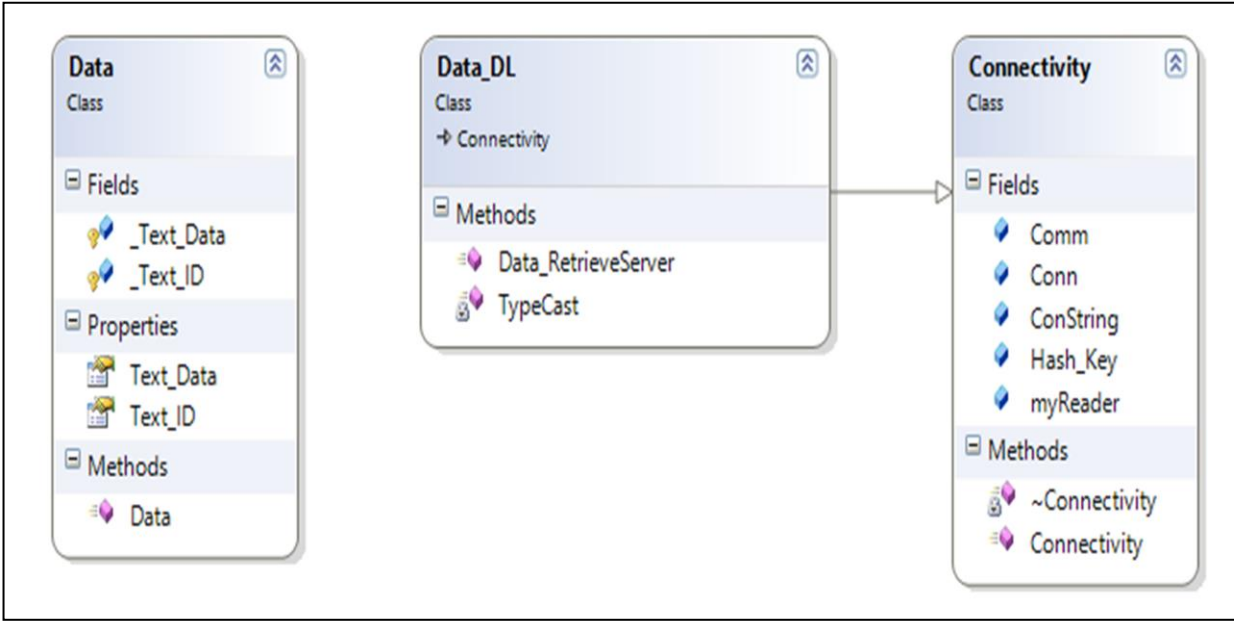 Data
Class
Fields
_Text_Data
_Text_ID
Properties
Text_Data
Text_ID
Methods
Data
Data_DL
Class
Connectivity
Methods
Data_RetrieveServer
TypeCast
Connectivity
Class
Fields
Comm
Conn
ConString
Hash_Key
myReader
Methods
~Connectivity
Connectivity